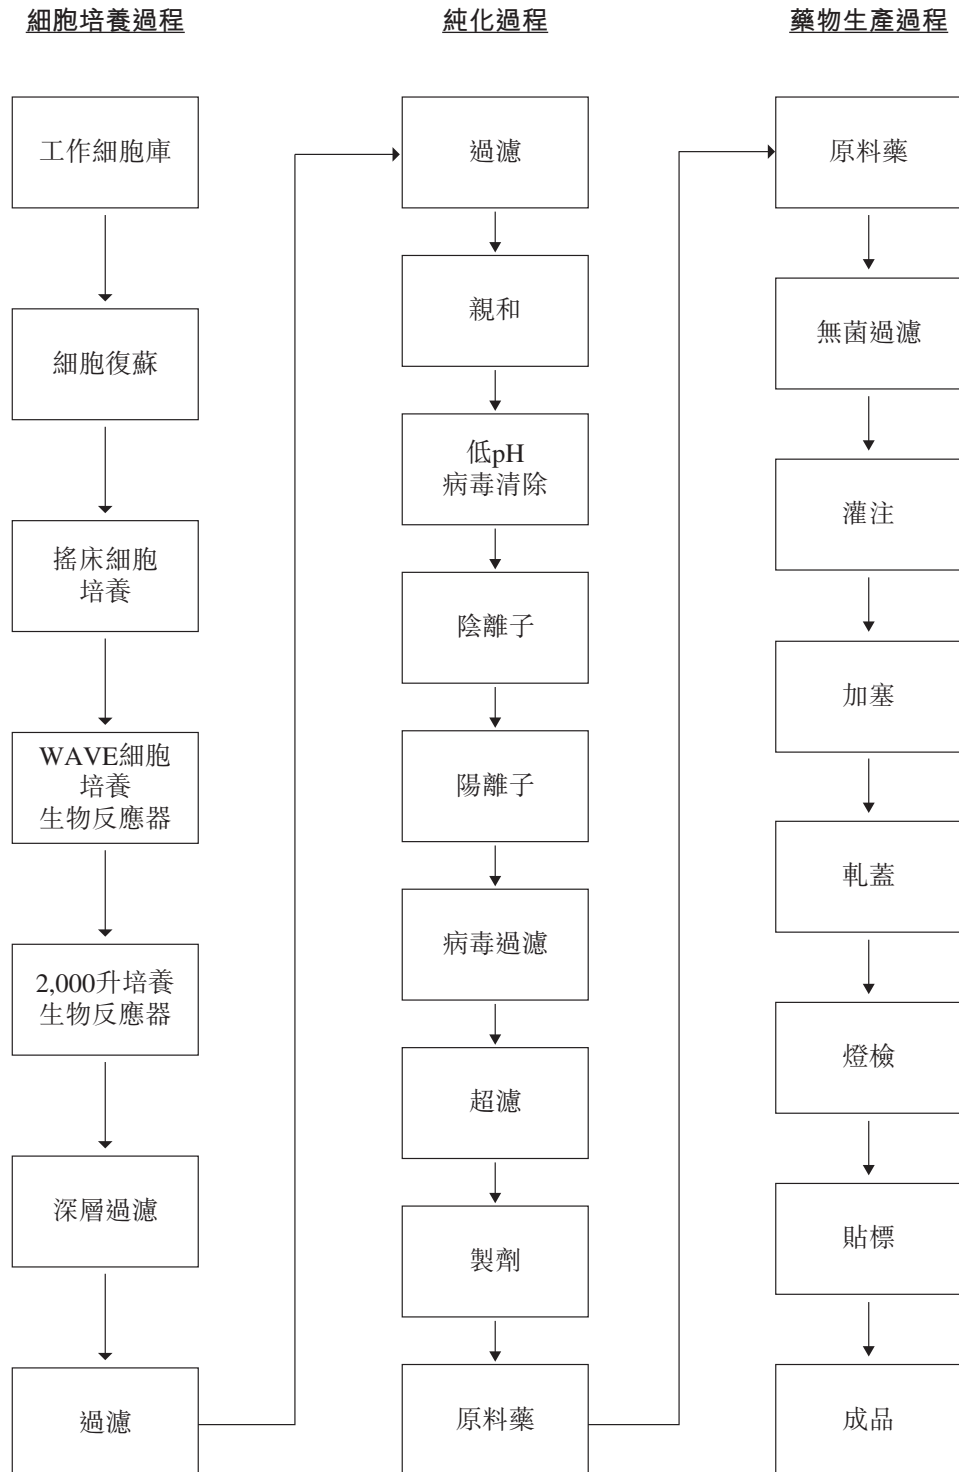 細胞培養過程
工作細胞庫
細胞復蘇
搖床細胞
培養
WAVE細胞
培養
生物反應器
2,000升培養
生物反應器
深層過濾
過濾
純化過程
過濾
親和
低pH
病毒清除
陰離子
陽離子
病毒過濾
超濾
製劑
原料藥
藥物生產過程
原料藥
無菌過濾
灌注
加塞
軋蓋
燈檢
貼標
成品